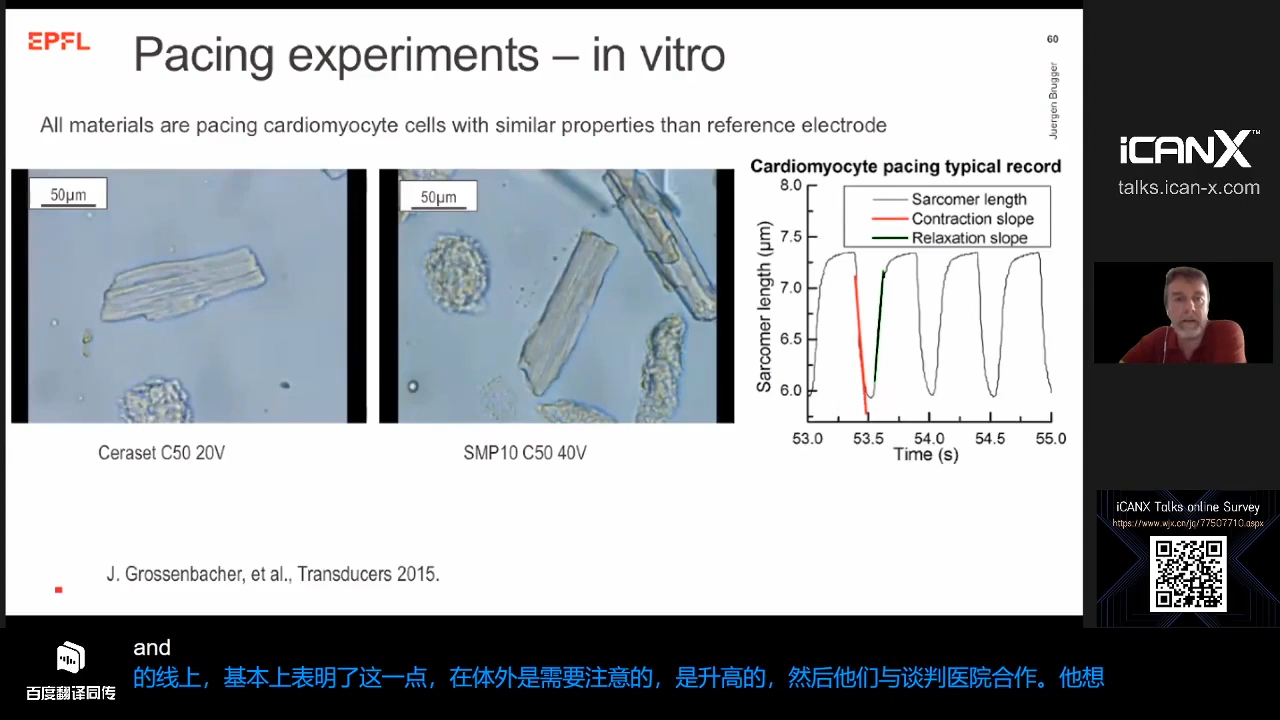 EPFL
Pacing experiments – in vitro
60
Juergen Brugger
All materials are pacing cardiomyocyte cells with similar properties than reference electrode
50µm
50µm
Ceraset C50 20V
SMP10 C50 40V
Cardiomyocyte pacing typical record
Sarcomer length
Contraction slope
Relaxation slope
Sarcomer length (µm)
8.0
7.5
7.0
6.5
6.0
53.0 53.5 54.0 54.5 55.0
Time (s)
J. Grossenbacher, et al., Transducers 2015.
iCANX™
talks.ican-x.com
iCANX Talks online Survey
https://www.wjx.cn/jq/77507710.aspx
and
的线上，基本上表明了这一点，在体外是需要注意的，是升高的，然后他们与谈判医院合作。他想
百度翻译同传